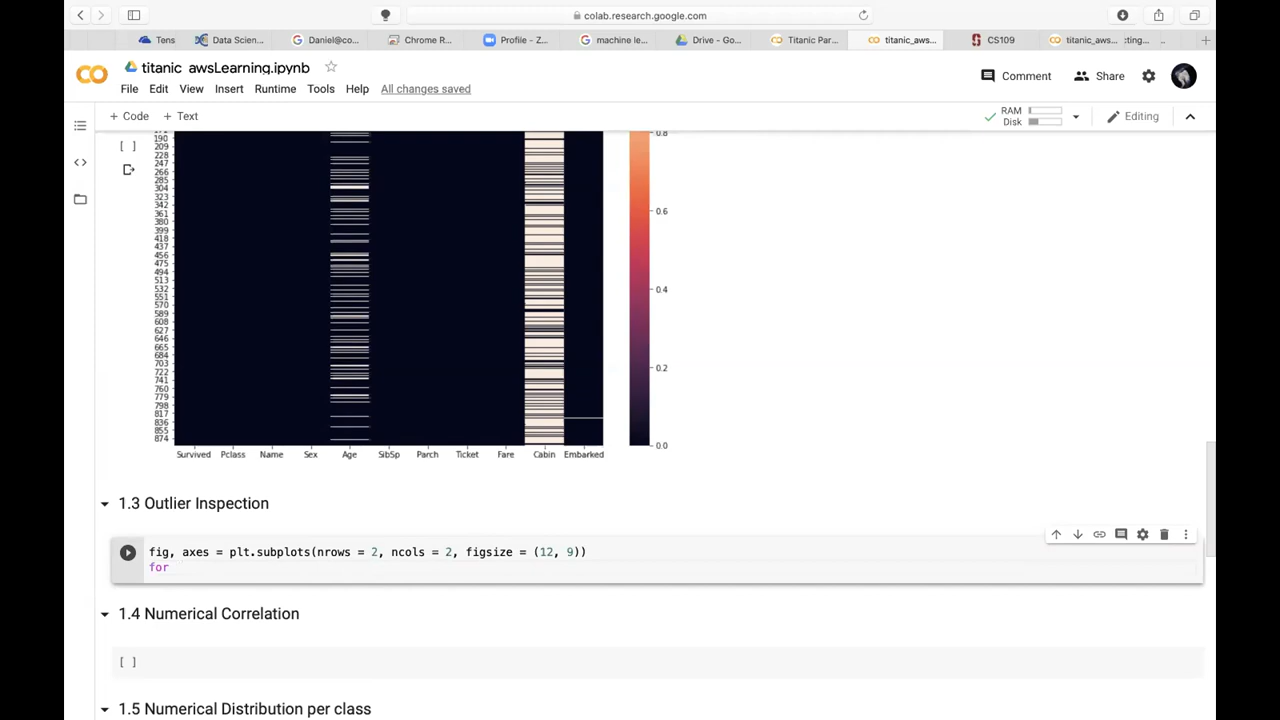 colab.research.google.com
Tens
Data Scien...
Daniel@co...
Chrome R...
Profile - Z...
machine le...
Drive - Go...
Titanic Par...
titanic_aws...
CS109
titanic_aws...
:ting...
titanic_awsLearning.ipynb
File Edit View Insert Runtime Tools Help All changes saved
Comment
Share
+ Code + Text
RAM
Disk
Editing
[ ]
190
209
228
247
266
285
304
323
342
361
380
399
418
437
456
475
494
513
532
551
570
589
608
627
646
665
684
703
722
741
760
779
798
817
836
855
874
Survived Pclass Name Sex Age SibSp Parch Ticket Fare Cabin Embarked
0.8
0.6
0.4
0.2
0.0
1.3 Outlier Inspection
fig, axes = plt.subplots(nrows = 2, ncols = 2, figsize = (12, 9))
for
1.4 Numerical Correlation
[ ]
1.5 Numerical Distribution per class